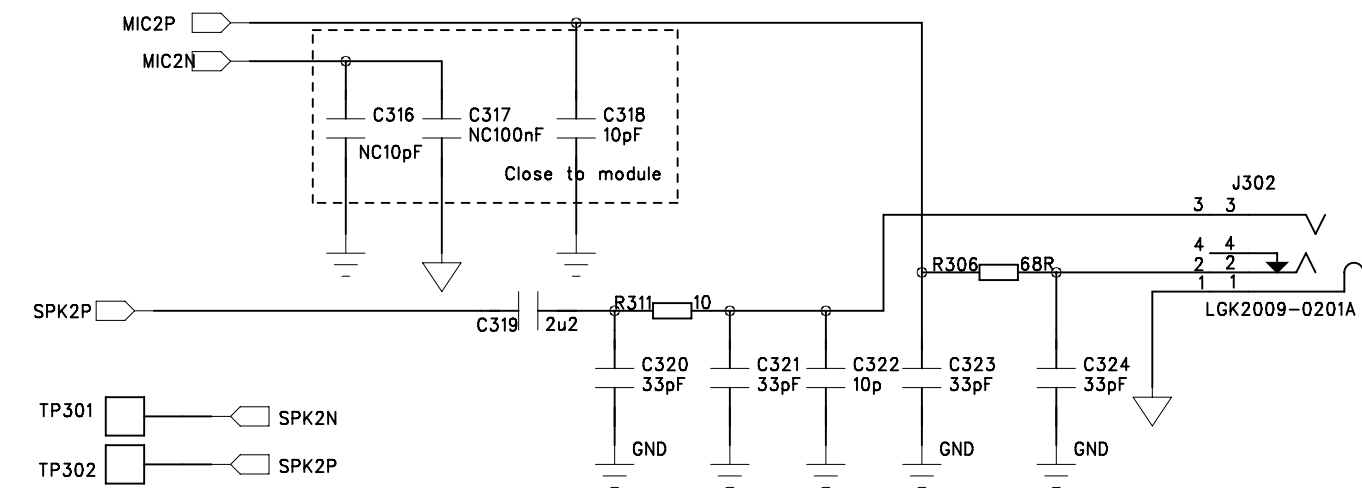 MIC2P
MIC2N
C316
NC10pF
C317
NC100nF
C318
10pF
Close to module
J302
3 3
4 4
2 2
1 1
LGK2009-0201A
R306 68R
SPK2P
C319 2u2
R311 10
C320
33pF
C321
33pF
C322
10p
C323
33pF
C324
33pF
GND
GND
GND
TP301
SPK2N
TP302
SPK2P